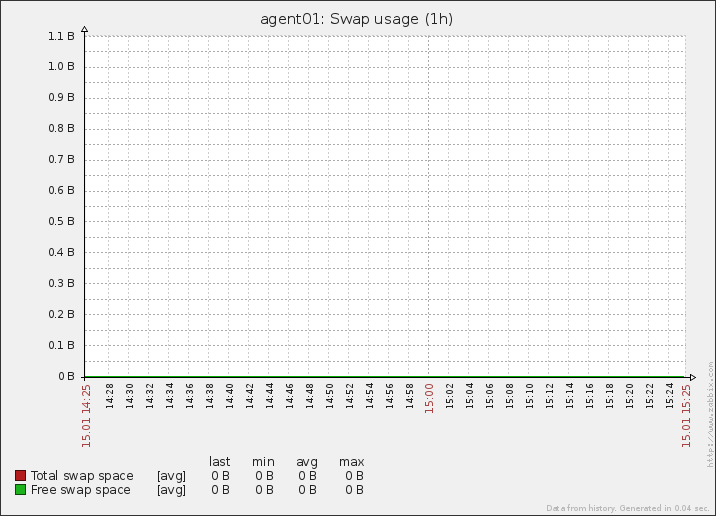 agent01: Swap usage (1h)
1.1 B
1.0 B
0.9 B
0.8 B
0.7 B
0.6 B
0.5 B
0.4 B
0.3 B
0.2 B
0.1 B
0 B
15.01 14:25
14:28
14:30
14:32
14:34
14:36
14:38
14:40
14:42
14:44
14:46
14:48
14:50
14:52
14:54
14:56
14:58
15:00
15:02
15:04
15:06
15:08
15:10
15:12
15:14
15:16
15:18
15:20
15:22
15:24
15.01 15:25
http://www.zabbix.com
last min avg max
Total swap space [avg] 0 B 0 B 0 B 0 B
Free swap space [avg] 0 B 0 B 0 B 0 B
Data from history. Generated in 0.04 sec.